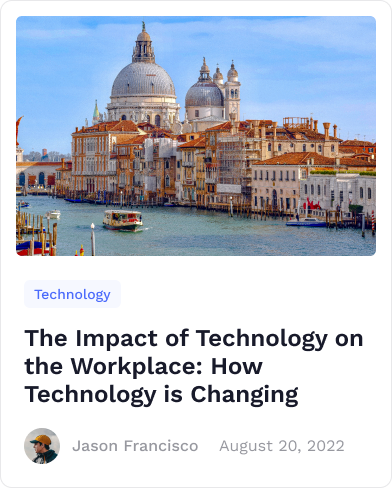 Technology
The Impact of Technology on
the Workplace: How
Technology is Changing
Jason Francisco August 20, 2022